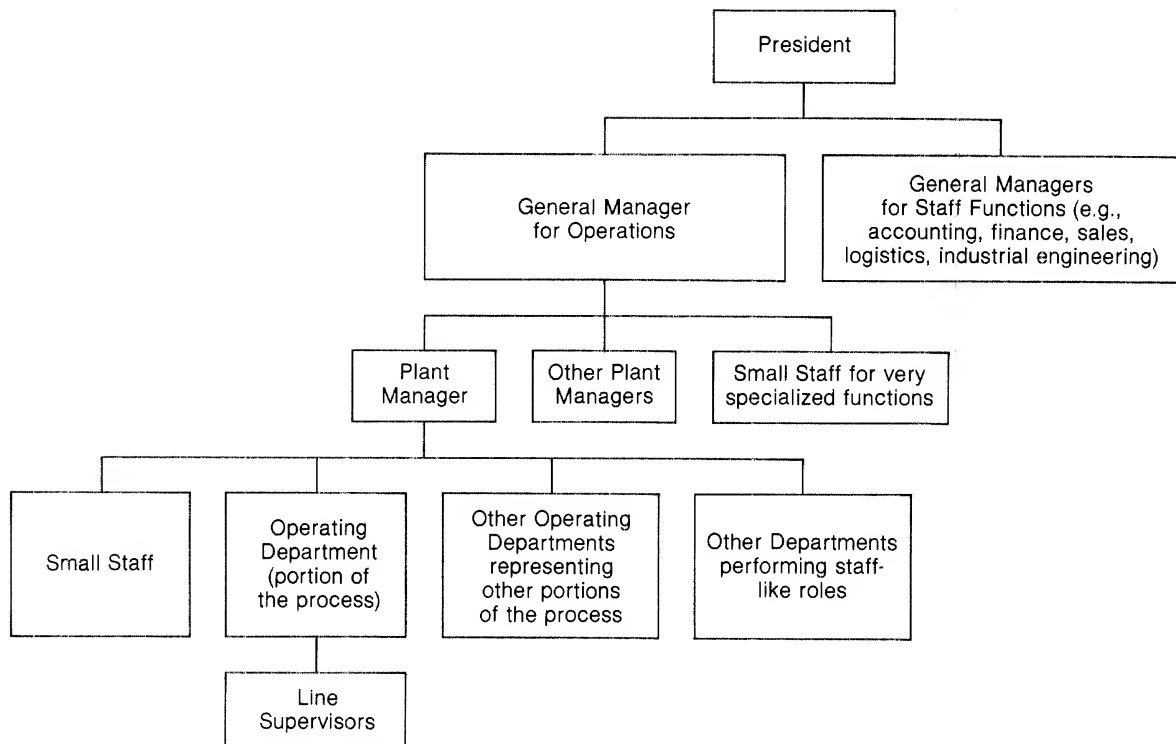 President
General Manager
for Operations
General Managers
for Staff Functions (e.g.,
accounting, finance, sales,
logistics, industrial engineering)
Plant
Manager
Other Plant
Managers
Small Staff for very
specialized functions
Small Staff
Operating
Department
(portion of
the process)
Other Operating
Departments
representing
other portions
of the process
Other Departments
performing staff-
like roles
Line
Supervisors